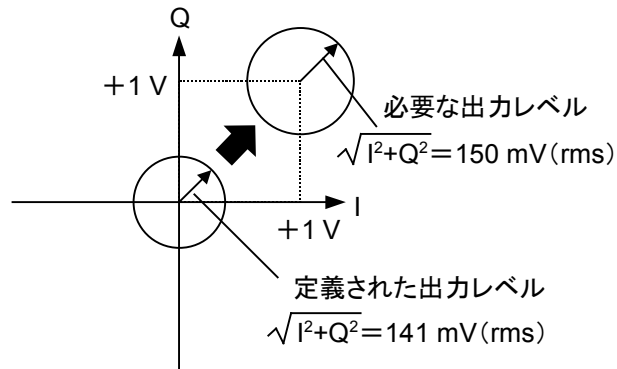 Q
+1 V
必要な出力レベル
√I²+Q²=150 mV(rms)
I
+1 V
定義された出力レベル
√I²+Q²=141 mV(rms)